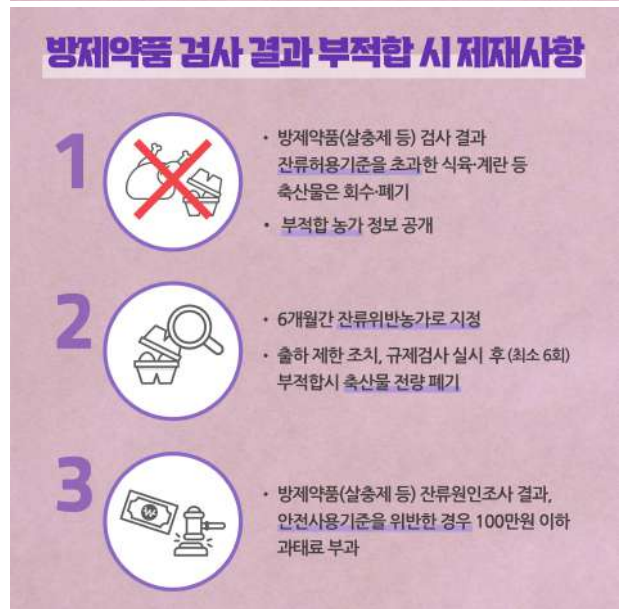 방제약품 검사 결과 부적합 시 제재사항
1
• 방제약품(살충제 등) 검사 결과
잔류허용기준을 초과한 식육·계란 등
축산물은 회수·폐기
• 부적합 농가 정보 공개
2
• 6개월간 잔류위반농가로 지정
• 출하 제한 조치, 규제검사 실시 후 (최소 6회)
부적합시 축산물 전량 폐기
3
• 방제약품(살충제 등) 잔류원인조사 결과,
안전사용기준을 위반한 경우 100만원 이하
과태료 부과
₩